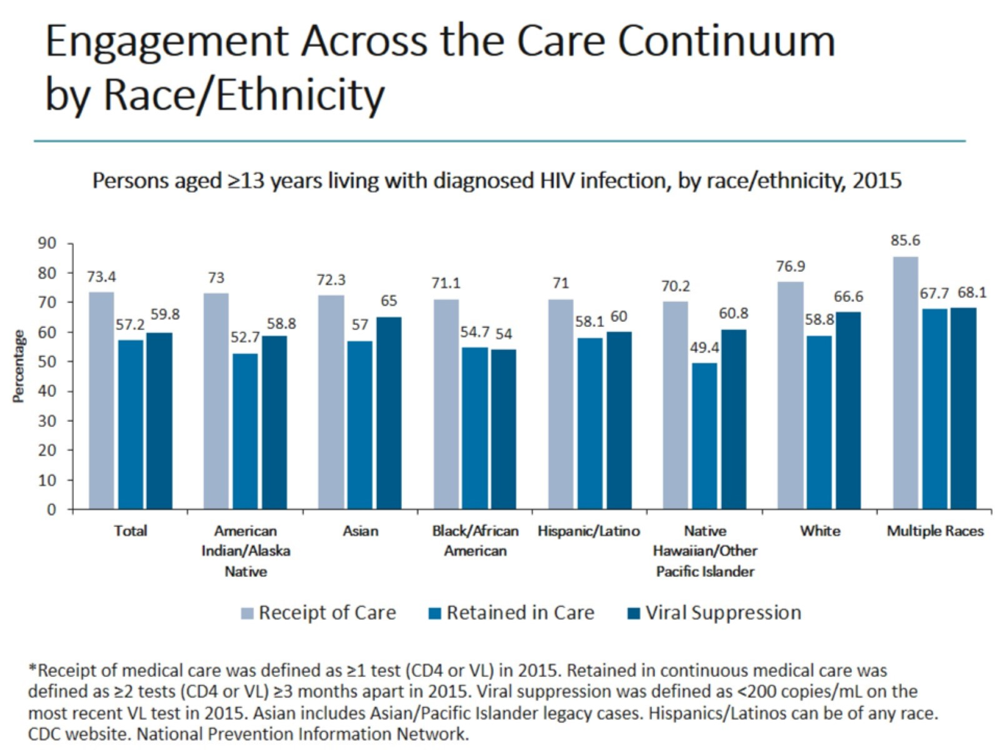 Engagement Across the Care Continuum
by Race/Ethnicity
Persons aged ≥13 years living with diagnosed HIV infection, by race/ethnicity, 2015
Percentage
90
80
70
60
50
40
30
20
10
0
73.4
57.2
59.8
73
52.7
58.8
72.3
57
65
71.1
54.7
54
71
58.1
60
70.2
49.4
60.8
76.9
58.8
66.6
85.6
67.7
68.1
Total
American
Indian/Alaska
Native
Asian
Black/African
American
Hispanic/Latino
Native
Hawaiian/Other
Pacific Islander
White
Multiple Races
Receipt of Care
Retained in Care
Viral Suppression
*Receipt of medical care was defined as ≥1 test (CD4 or VL) in 2015. Retained in continuous medical care was
defined as ≥2 tests (CD4 or VL) ≥3 months apart in 2015. Viral suppression was defined as <200 copies/mL on the
most recent VL test in 2015. Asian includes Asian/Pacific Islander legacy cases. Hispanics/Latinos can be of any race.
CDC website. National Prevention Information Network.